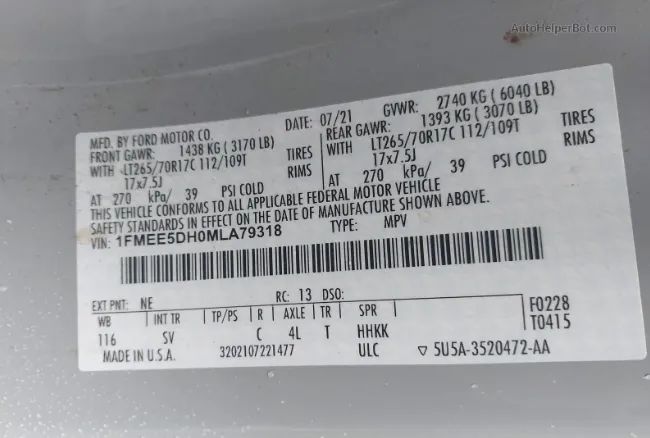 AutoHelperBot.com
MFD. BY FORD MOTOR CO. DATE: 07/21 GVWR: 2740 KG ( 6040 LB)
FRONT GAWR: 1438 KG ( 3170 LB) REAR GAWR: 1393 KG ( 3070 LB)
WITH LT265/70R17C 112/109T TIRES WITH LT265/70R17C 112/109T TIRES
17x7.5J RIMS 17x7.5J RIMS
AT 270 kPa/ 39 PSI COLD AT 270 kPa/ 39 PSI COLD
THIS VEHICLE CONFORMS TO ALL APPLICABLE FEDERAL MOTOR VEHICLE
SAFETY STANDARDS IN EFFECT ON THE DATE OF MANUFACTURE SHOWN ABOVE.
VIN: 1FMEE5DH0MLA79318 TYPE: MPV
EXT PNT: NE RC: 13 DSO: F0228
WB | INT TR | TP/PS | R | AXLE | TR | SPR T0415
116 SV C 4L T HHKK
MADE IN U.S.A. 3202107221477 ULC ▽ 5U5A-3520472-AA